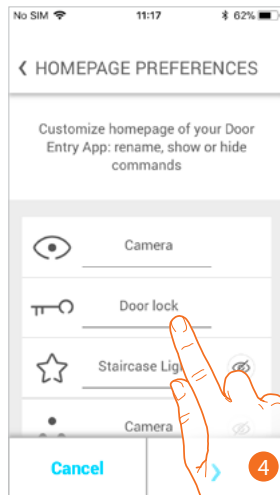 No SIM 11:17 62%
HOMEPAGE PREFERENCES
Customize homepage of your Door
Entry App: rename, show or hide
commands
Camera
Door lock
Staircase
Camera
Cancel
4